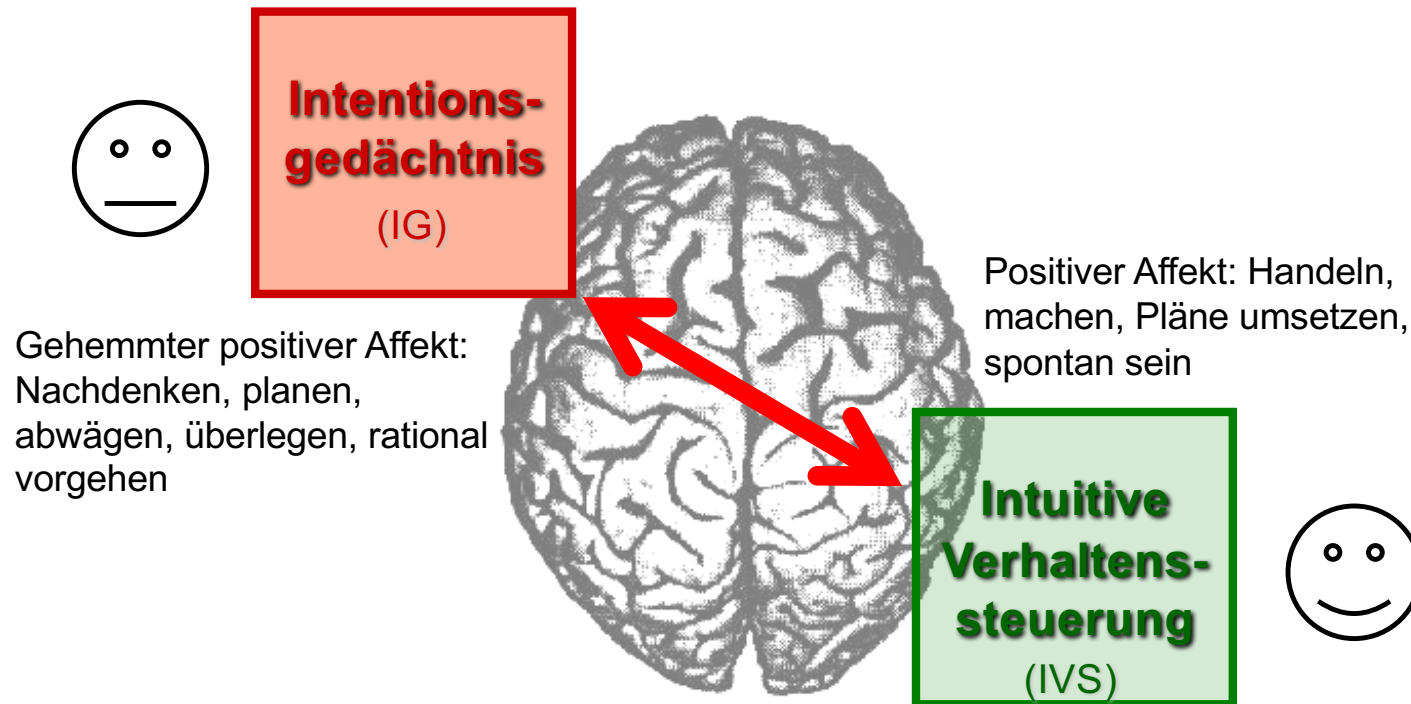 Intentions-
gedächtnis
(IG)
Gehemmter positiver Affekt:
Nachdenken, planen,
abwägen, überlegen, rational
vorgehen
Positiver Affekt: Handeln,
machen, Pläne umsetzen,
spontan sein
Intuitive
Verhaltens-
steuerung
(IVS)